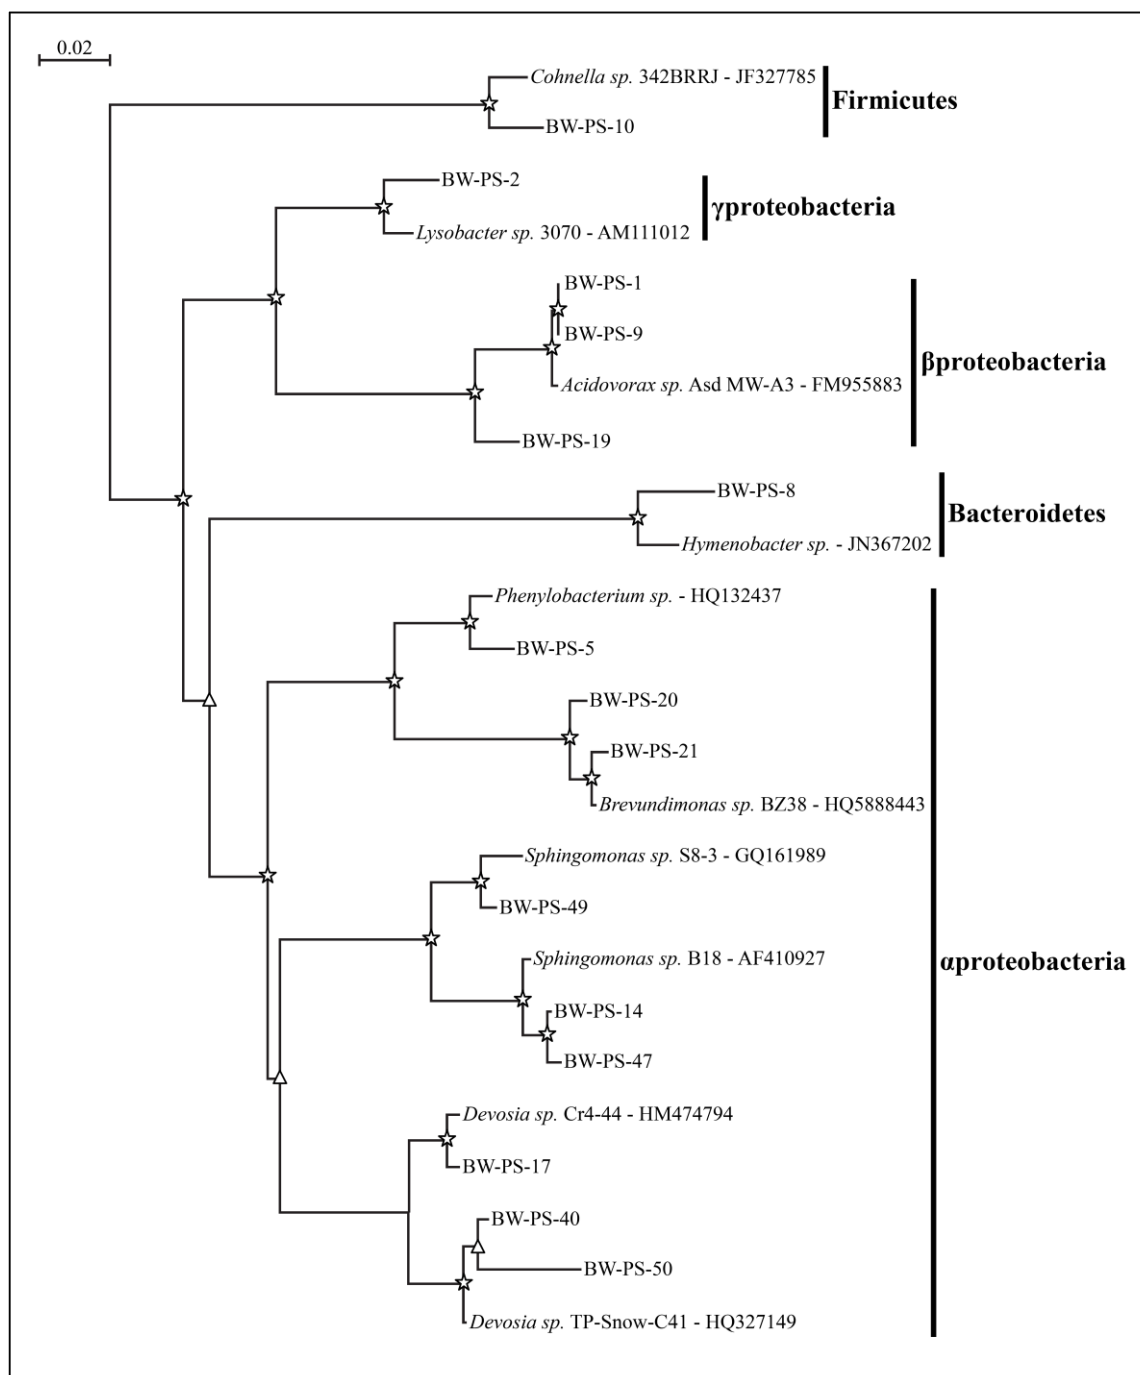 0.02
Cohnella sp. 342BRRJ - JF327785
Firmicutes
BW-PS-10
BW-PS-2
γproteobacteria
Lysobacter sp. 3070 - AM111012
BW-PS-1
BW-PS-9
βproteobacteria
Acidovorax sp. Asd MW-A3 - FM955883
BW-PS-19
BW-PS-8
Bacteroidetes
Hymenobacter sp. - JN367202
Phenylobacterium sp. - HQ132437
BW-PS-5
BW-PS-20
BW-PS-21
Brevundimonas sp. BZ38 - HQ5888443
Sphingomonas sp. S8-3 - GQ161989
BW-PS-49
Sphingomonas sp. B18 - AF410927
αproteobacteria
BW-PS-14
BW-PS-47
Devosia sp. Cr4-44 - HM474794
BW-PS-17
BW-PS-40
BW-PS-50
Devosia sp. TP-Snow-C41 - HQ327149